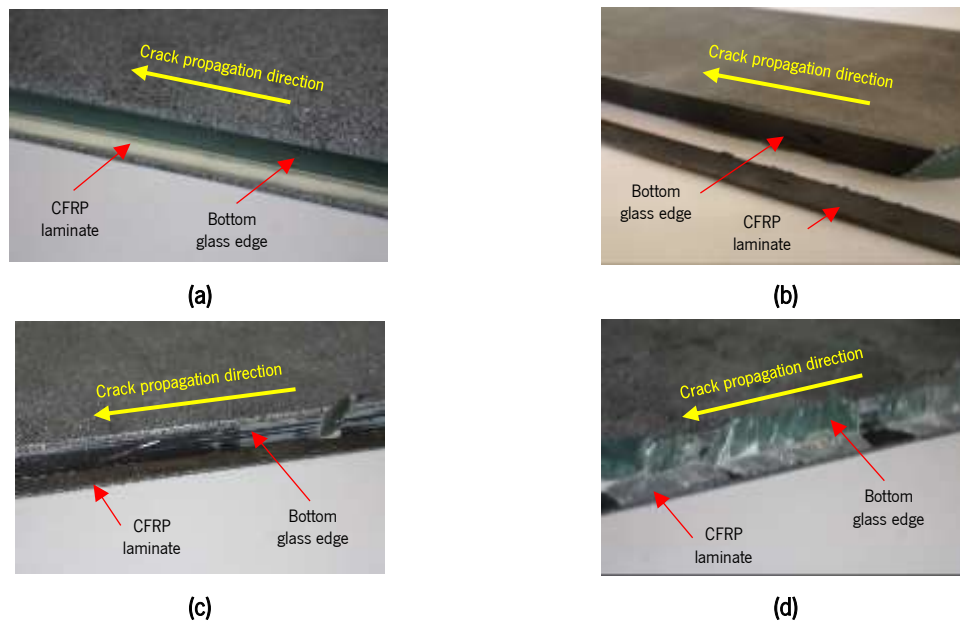 Crack propagation direction
CFRP
laminate
Bottom
glass edge
(a)
Crack propagation direction
Bottom
glass edge
CFRP
laminate
(b)
Crack propagation direction
CFRP
laminate
Bottom
glass edge
(c)
Crack propagation direction
CFRP
laminate
Bottom
glass edge
(d)